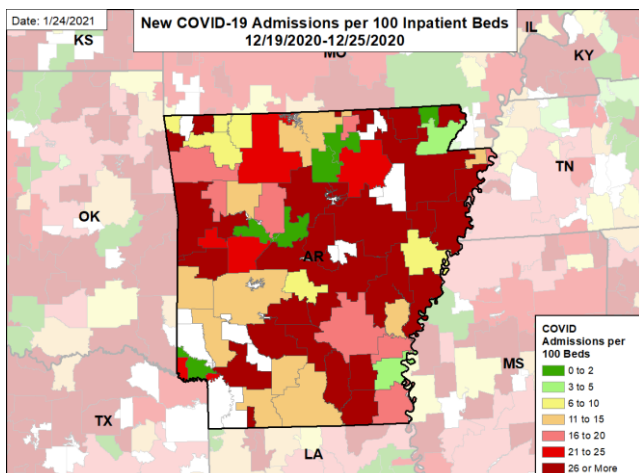 Date: 1/24/2021
New COVID-19 Admissions per 100 Inpatient Beds
12/19/2020-12/25/2020
KS
MO
IL
KY
OK
AR
TN
MS
TX
LA
COVID
Admissions per
100 Beds
0 to 2
3 to 5
6 to 10
11 to 15
16 to 20
21 to 25
26 or More